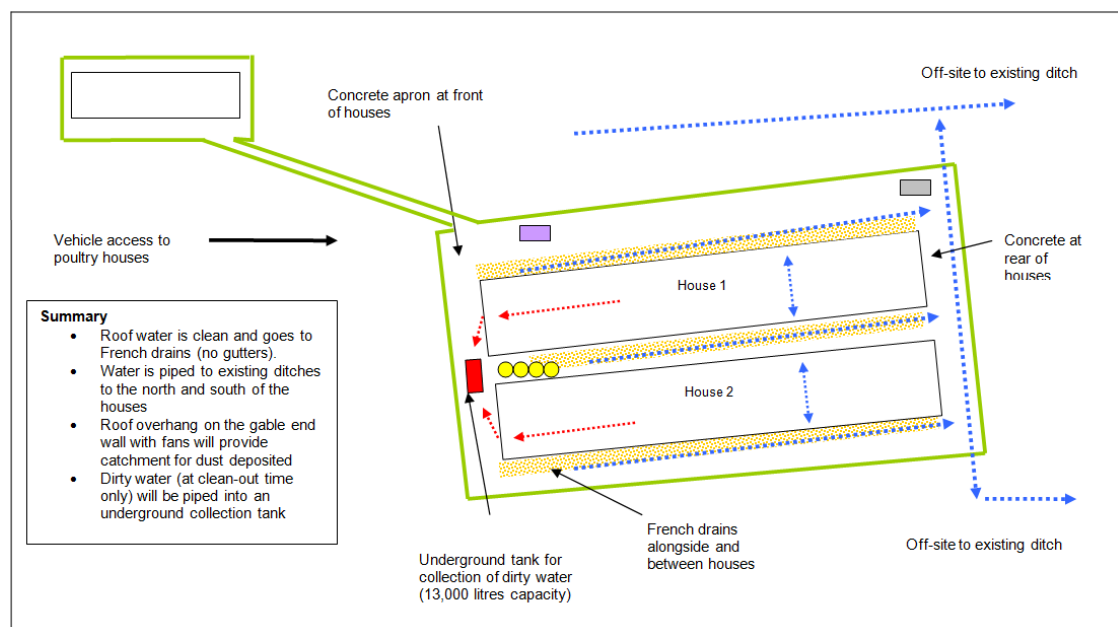 Off-site to existing ditch
Concrete apron at front
of houses
Vehicle access to
poultry houses
Concrete at
rear of
houses
House 1
House 2
Summary
• Roof water is clean and goes to
French drains (no gutters).
• Water is piped to existing ditches
to the north and south of the
houses
• Roof overhang on the gable end
wall with fans will provide
catchment for dust deposited
• Dirty water (at clean-out time
only) will be piped into an
underground collection tank
French drains
alongside and
between houses
Off-site to existing ditch
Underground tank for
collection of dirty water
(13,000 litres capacity)